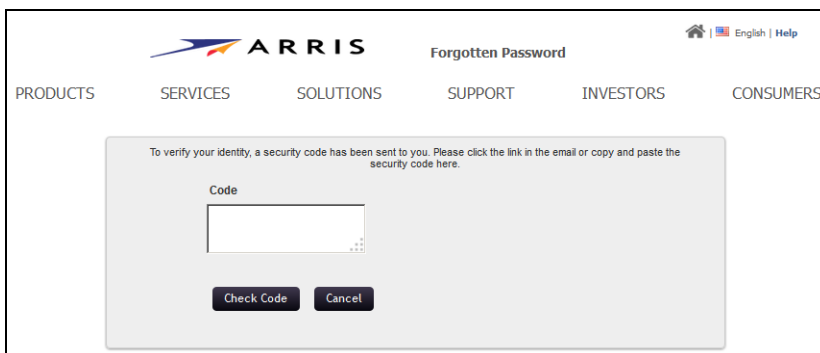 ARRIS
Forgotten Password
| English | Help
PRODUCTS SERVICES SOLUTIONS SUPPORT INVESTORS CONSUMERS
To verify your identity, a security code has been sent to you. Please click the link in the email or copy and paste the
security code here.
Code
Check Code Cancel